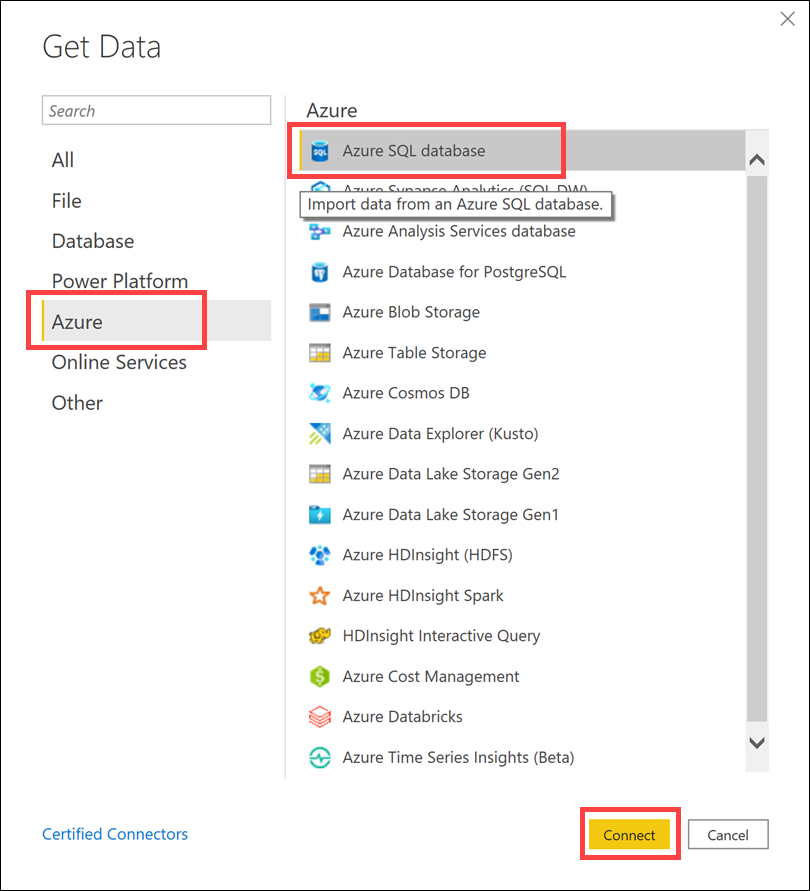 Get Data
Search
All
File
Database
Power Platform
Azure
Online Services
Other
Azure
Azure SQL database
Azure Synapse Analytics (SQL DW)
Import data from an Azure SQL database.
Azure Analysis Services database
Azure Database for PostgreSQL
Azure Blob Storage
Azure Table Storage
Azure Cosmos DB
Azure Data Explorer (Kusto)
Azure Data Lake Storage Gen2
Azure Data Lake Storage Gen1
Azure HDInsight (HDFS)
Azure HDInsight Spark
HDInsight Interactive Query
Azure Cost Management
Azure Databricks
Azure Time Series Insights (Beta)
Certified Connectors
Connect
Cancel